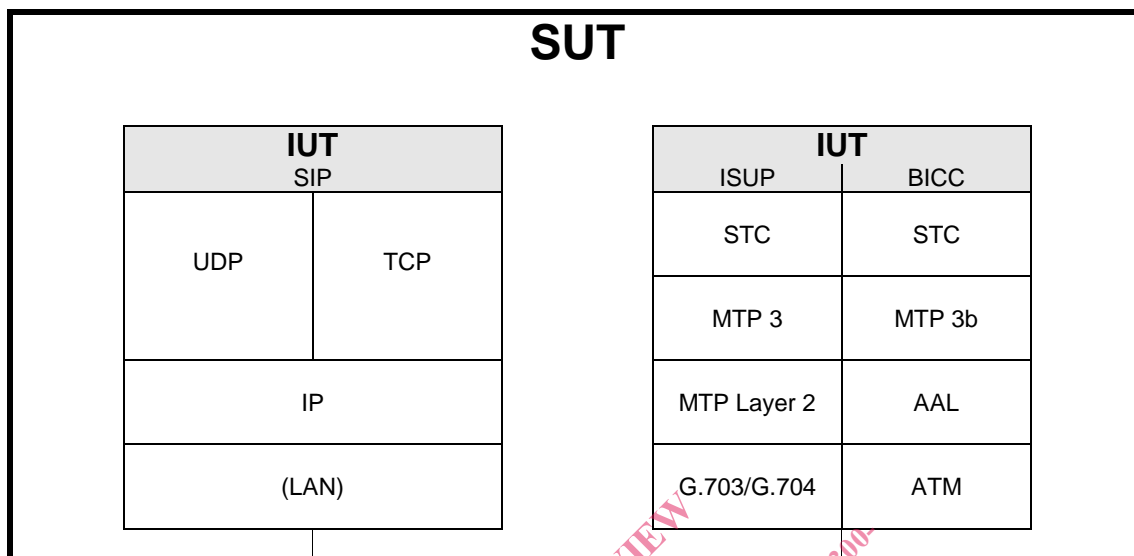 SUT
IUT
SIP
UDP
TCP
IP
(LAN)
IUT
ISUP
BICC
STC
STC
MTP 3
MTP 3b
MTP Layer 2
AAL
G.703/G.704
ATM